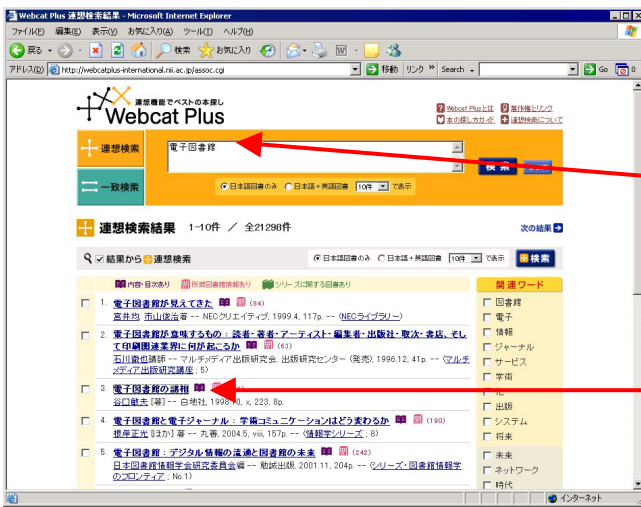 Webcat Plus 連想検索結果 - Microsoft Internet Explorer
ファイル(F) 編集(E) 表示(V) お気に入り(A) ツール(T) ヘルプ(H)
戻る 検索 お気に入り
アドレス(D) http://webcatplus-international.nii.ac.jp/assoc.cgi 移動 リンク » Search Go 0
連想機能でベストの本探し
Webcat Plus
Webcat Plusとは 著作権とリンク
本の探し方ガイド 連想検索について
連想検索 電子図書館
検索
一致検索 日本語図書のみ 日本語+英語図書 10件 で表示
連想検索結果 1-10件 / 全21298件 次の結果
結果から連想検索 日本語図書のみ 日本語+英語図書 10件 で表示 検索
内容・目次あり 所蔵図書館情報あり シリーズに関する図書あり
1. 電子図書館が見えてきた (84)
宮井均, 市山俊治著 -- NECクリエイティブ, 1999.4, 117p. -- (NECライブラリー)
2. 電子図書館が意味するもの : 読者・著者・アーティスト・編集者・出版社・取次・書店、そし
て印刷関連業界に何が起こるか (63)
石川徹也講師 -- マルチメディア出版研究会, 出版研究センター (発売), 1996.12, 41p. -- (マルチ
メディア出版研究講座 ; 5)
3. 電子図書館の諸相
谷口敏夫 [著] -- 白地社, 1998.10, x, 223, 8p.
4. 電子図書館と電子ジャーナル : 学術コミュニケーションはどう変わるか (190)
根岸正光 [ほか] 著 -- 丸善, 2004.5, viii, 157p. -- (情報学シリーズ ; 8)
5. 電子図書館 : デジタル情報の流通と図書館の未来 (242)
日本図書館情報学会研究委員会編 -- 勉誠出版, 2001.11, 204p. -- (シリーズ・図書館情報学
のフロンティア ; No.1)
関連ワード
図書館
電子
情報
ジャーナル
サービス
学術
化
出版
システム
将来
未来
ネットワーク
時代
インターネット